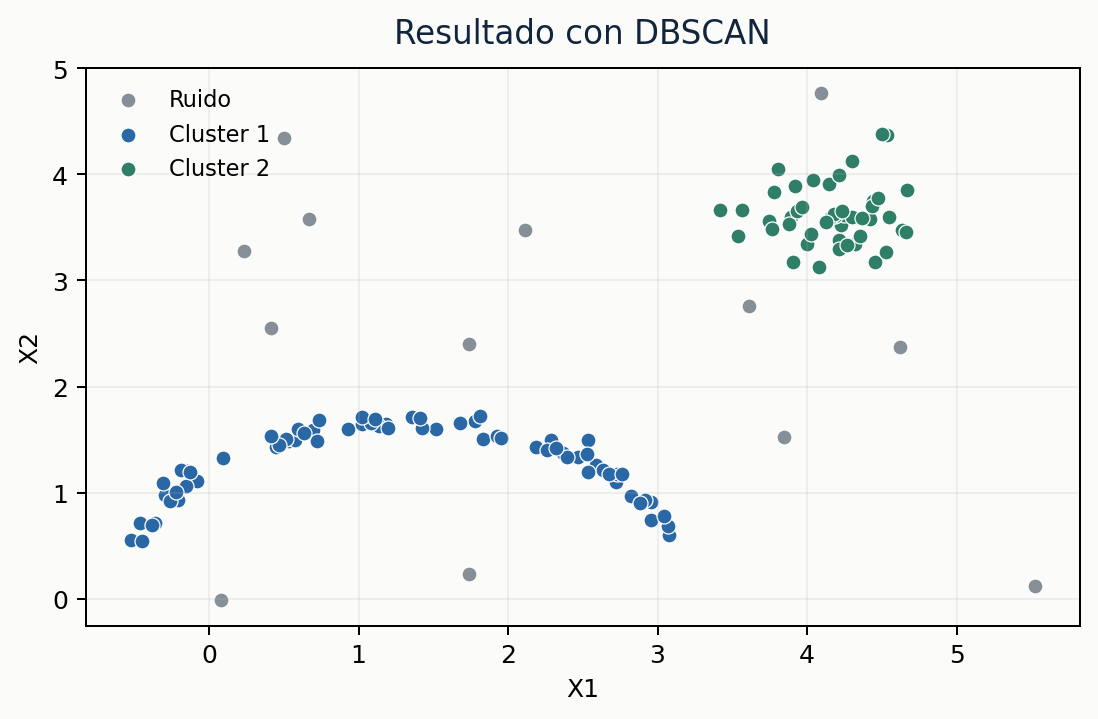 Resultado con DBSCAN
Ruido
Cluster 1
Cluster 2
5
4
3
2
1
0
X2
0 1 2 3 4 5
X1